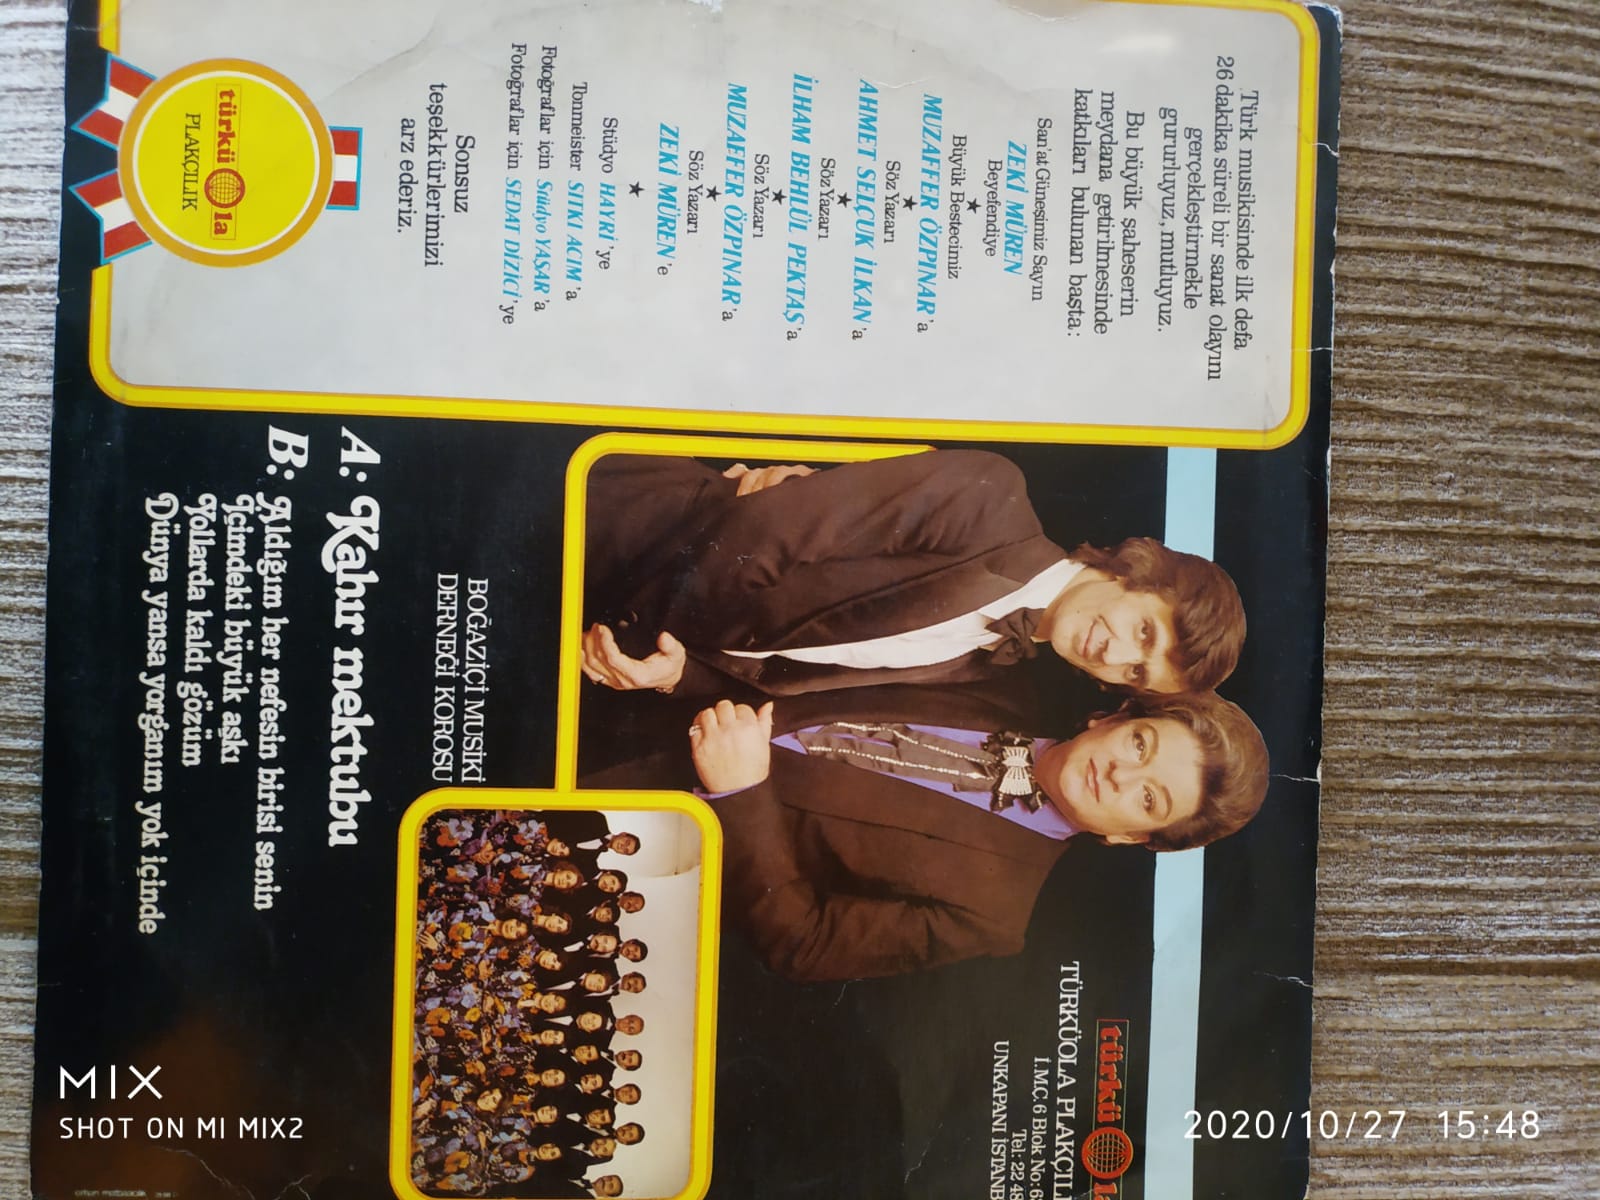 Türk musikisinde ilk defa
26 dakika süreli bir sanat olayını
gerçekleştirmekle
gururluyuz, mutluyuz.
Bu büyük şaheserin
meydana getirilmesinde
katkıları bulunan başta:
San'at Güneşimiz Sayın
ZEKİ MÜREN
Beyefendiye
★
Büyük Bestecimiz
MUZAFFER ÖZPINAR'a
★
Söz Yazarı
AHMET SELÇUK İLKAN'a
★
Söz Yazarı
İLHAM BEHLÜL PEKTAŞ'a
★
Söz Yazarı
MUZAFFER ÖZPINAR'a
★
Söz Yazarı
ZEKİ MÜREN'e
★
Stüdyo HAYRİ'ye
Tonmeister SITKI ACIM'a
Fotoğraflar için Stüdyo YAŞAR'a
Fotoğraflar için SEDAT DİZİCİ'ye
Sonsuz
teşekkürlerimizi
arz ederiz.
türküola
PLAKÇILIK
türküola
TÜRKÜOLA PLAKÇILI
İ.M.Ç. 6 Blok No: 6
Tel: 22 48
UNKAPANI İSTANB
BOĞAZİÇİ MUSİKİ
DERNEĞİ KOROSU
A: Kahır mektubu
B: Aldığım her nefesin birisi senin
İçimdeki büyük aşkı
Yollarda kaldı gözüm
Dünya yansa yorganım yok içinde
MIX
SHOT ON MI MIX2
2020/10/27 15:48